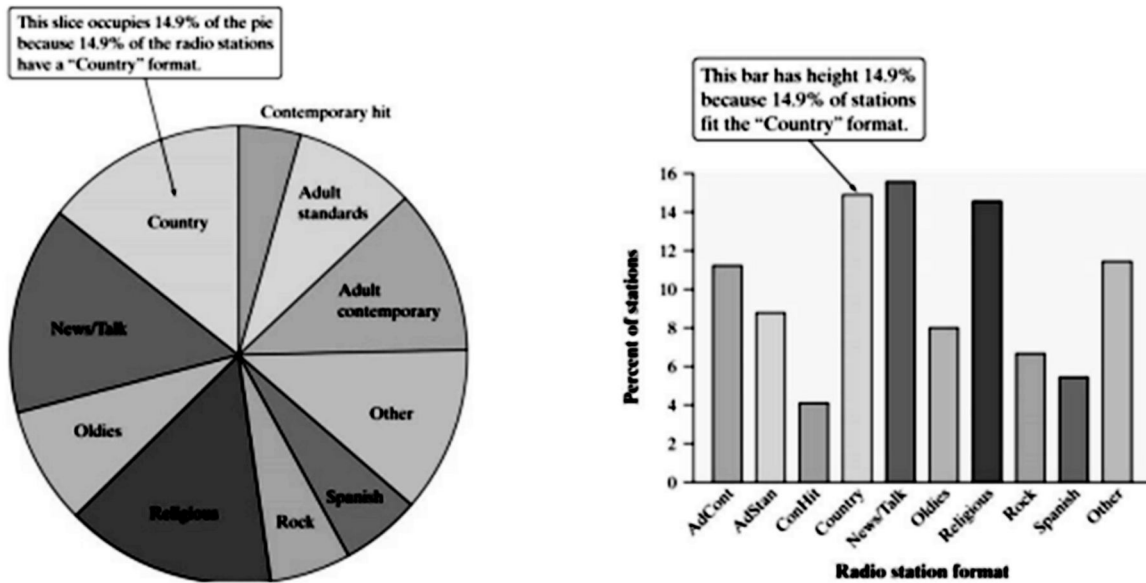 This slice occupies 14.9% of the pie
because 14.9% of the radio stations
have a “Country” format.
Contemporary hit
Adult
standards
Country
Adult
contemporary
News/Talk
Other
Oldies
Spanish
Religious
Rock
This bar has height 14.9%
because 14.9% of stations
fit the “Country” format.
Percent of stations
16
14
12
10
8
6
4
2
0
AdCont
AdStan
ConHit
Country
News/Talk
Oldies
Religious
Rock
Spanish
Other
Radio station format